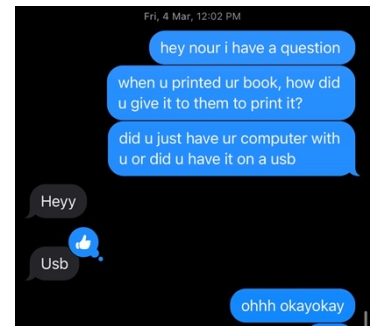 Fri, 4 Mar, 12:02 PM
hey nour i have a question
when u printed ur book, how did
u give it to them to print it?
did u just have ur computer with
u or did u have it on a usb
Heyy
Usb
ohhh okayokay